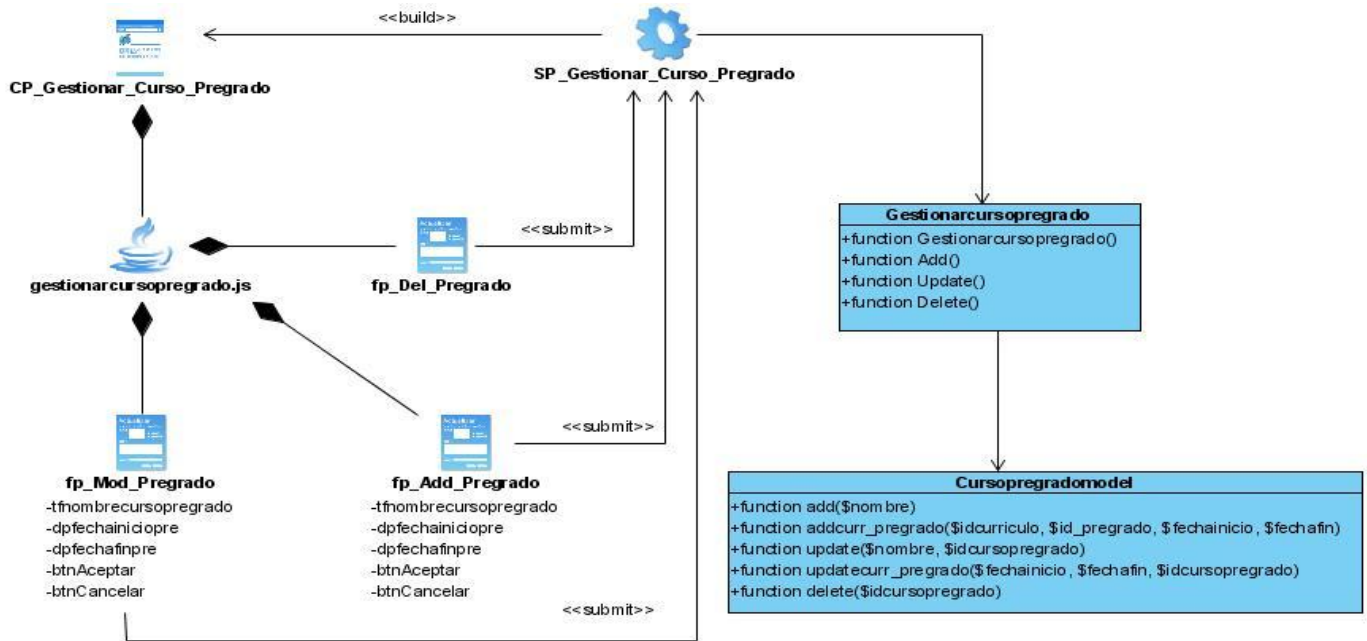 <<build>>
CP_Gestionar_Curso_Pregrado
SP_Gestionar_Curso_Pregrado
gestionarcursopregrado.js
<<submit>>
fp_Del_Pregrado
Gestionarcursopregrado
+function Gestionarcursopregrado()
+function Add()
+function Update()
+function Delete()
<<submit>>
fp_Mod_Pregrado
-tfnombrecursopregrado
-dpfechainiciopre
-dpfechafinpre
-btnAceptar
-btnCancelar
fp_Add_Pregrado
-tfnombrecursopregrado
-dpfechainiciopre
-dpfechafinpre
-btnAceptar
-btnCancelar
<<submit>>
Cursopregradomodel
+function add($nombre)
+function addcurr_pregrado($idcurriculo, $id_pregrado, $fechainicio, $fechafin)
+function update($nombre, $idcursopregrado)
+function updatecurr_pregrado($fechainicio, $fechafin, $idcursopregrado)
+function delete($idcursopregrado)